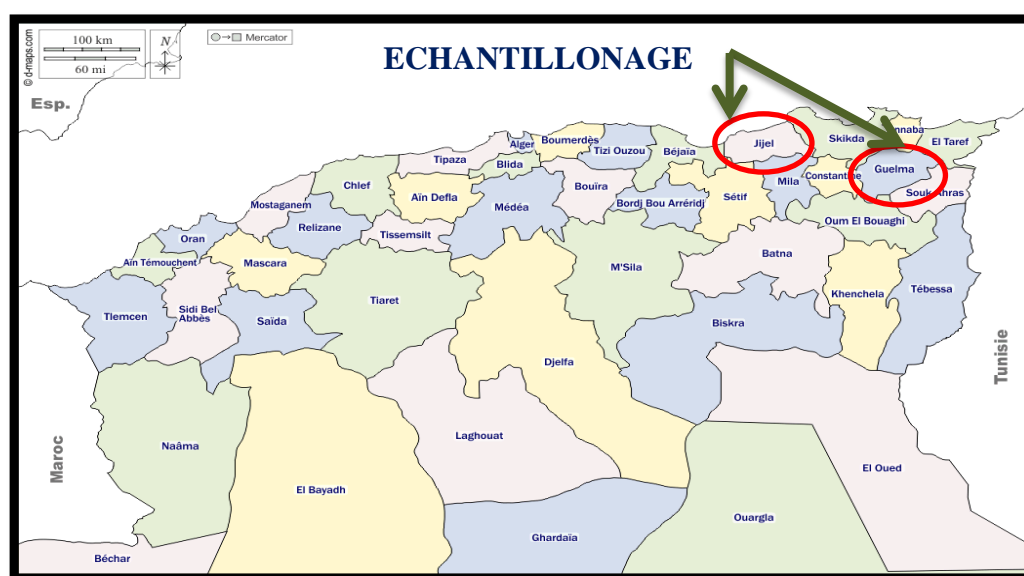 © d-maps.com
100 km
60 mi
N
Mercator
ECHANTILLONAGE
Esp.
Alger
Boumerdès
Tizi Ouzou
Béjaïa
Jijel
Skikda
nnaba
El Taref
Tipaza
Blida
Bouïra
Constantine
Guelma
Mila
Souk Ahras
Chlef
Aïn Defla
Médéa
Bordj Bou Arréridj
Sétif
Mostaganem
Relizane
Tissemsilt
Oum El Bouaghi
Oran
Aïn Témouchent
Mascara
M'Sila
Batna
Tiaret
Khenchela
Tébessa
Tlemcen
Sidi Bel
Abbès
Saïda
Biskra
Djelfa
Tunisie
Naâma
Laghouat
El Bayadh
El Oued
Ouargla
Ghardaïa
Maroc
Béchar